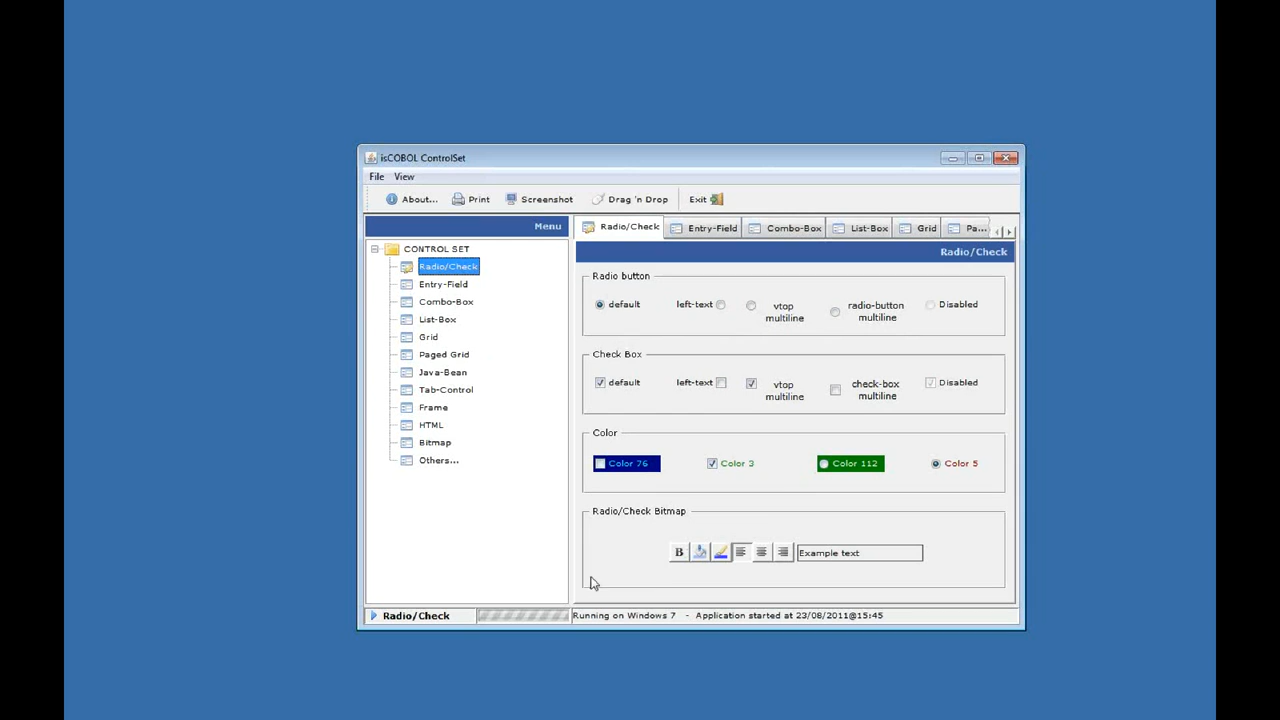 isCOBOL ControlSet
File View
About... Print Screenshot Drag 'n Drop Exit
Menu
CONTROL SET
Radio/Check
Entry-Field
Combo-Box
List-Box
Grid
Paged Grid
Java-Bean
Tab-Control
Frame
HTML
Bitmap
Others...
Radio/Check Entry-Field Combo-Box List-Box Grid Pa...
Radio/Check
Radio button
default left-text vtop multiline radio-button multiline Disabled
Check Box
default left-text vtop multiline check-box multiline Disabled
Color
Color 76 Color 3 Color 112 Color 5
Radio/Check Bitmap
B Example text
Radio/Check Running on Windows 7 - Application started at 23/08/2011@15:45